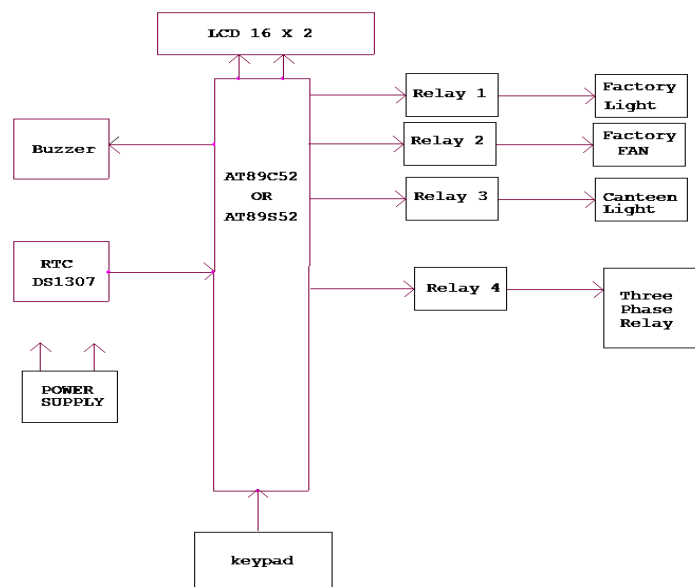 LCD 16 X 2
Relay 1
Factory
Light
Buzzer
Relay 2
Factory
FAN
AT89C52
OR
AT89S52
Relay 3
Canteen
Light
RTC
DS1307
Relay 4
Three
Phase
Relay
POWER
SUPPLY
keypad